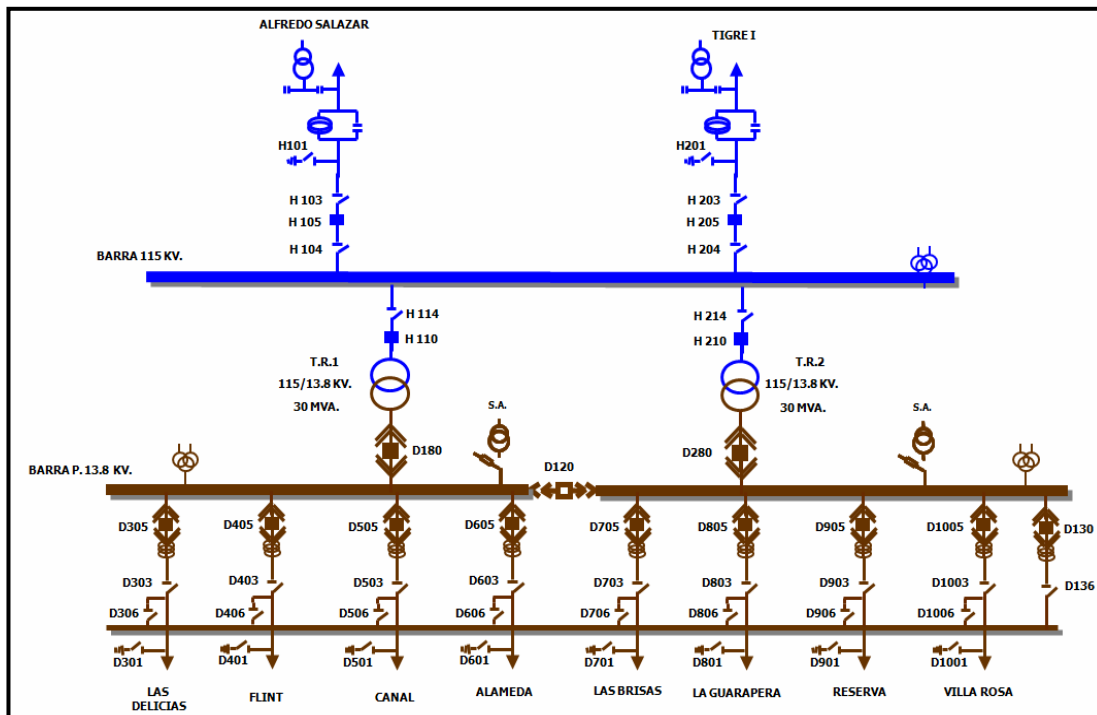 ALFREDO SALAZAR
TIGRE I
H101
H201
H 103
H 203
H 105
H 205
H 104
H 204
BARRA 115 KV.
H 114
H 214
H 110
H 210
T.R.1
T.R.2
115/13.8 KV.
115/13.8 KV.
30 MVA.
30 MVA.
S.A.
S.A.
D180
D280
BARRA P. 13.8 KV.
D120
D305
D405
D505
D605
D705
D805
D905
D1005
D130
D303
D403
D503
D603
D703
D803
D903
D1003
D136
D306
D406
D506
D606
D706
D806
D906
D1006
D301
D401
D501
D601
D701
D801
D901
D1001
LAS
DELICIAS
FLINT
CANAL
ALAMEDA
LAS BRISAS
LA GUARAPERA
RESERVA
VILLA ROSA